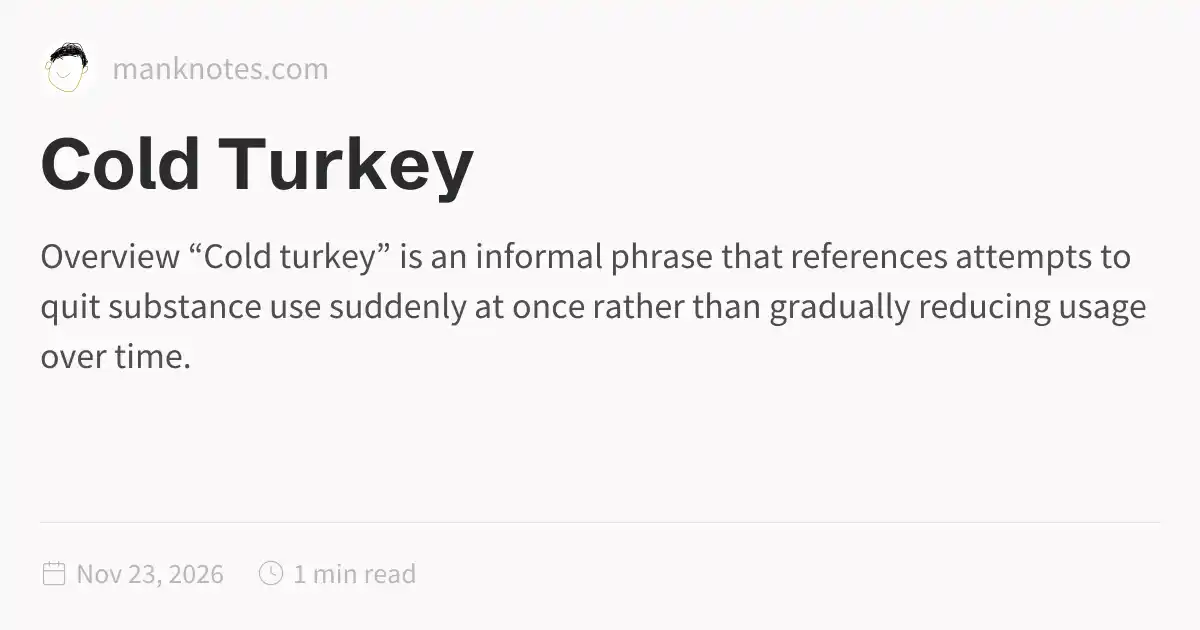 manknotes.com
Cold Turkey
Overview “Cold turkey” is an informal phrase that references attempts to
quit substance use suddenly at once rather than gradually reducing usage
over time.
Nov 23, 2026 1 min read